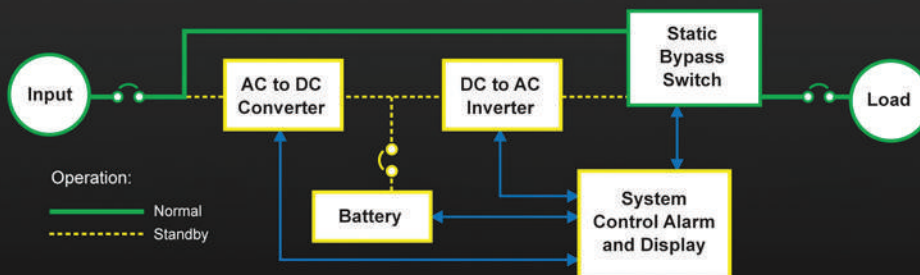 Input
AC to DC
Converter
DC to AC
Inverter
Static
Bypass
Switch
Load
Operation:
Normal
Standby
Battery
System
Control Alarm
and Display